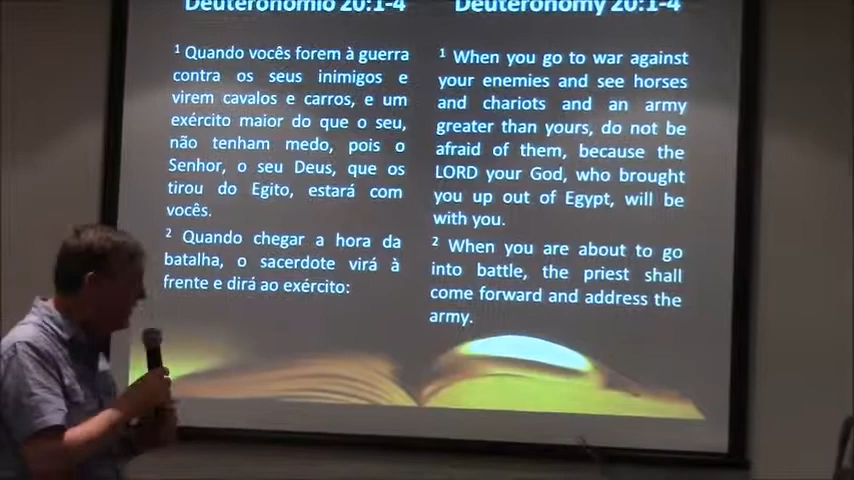 Deuteronômio 20:1-4
1 Quando vocês forem à guerra
contra os seus inimigos e
virem cavalos e carros, e um
exército maior do que o seu,
não tenham medo, pois o
Senhor, o seu Deus, que os
tirou do Egito, estará com
vocês.
2 Quando chegar a hora da
batalha, o sacerdote virá à
frente e dirá ao exército:
Deuteronomy 20:1-4
1 When you go to war against
your enemies and see horses
and chariots and an army
greater than yours, do not be
afraid of them, because the
LORD your God, who brought
you up out of Egypt, will be
with you.
2 When you are about to go
into battle, the priest shall
come forward and address the
army.